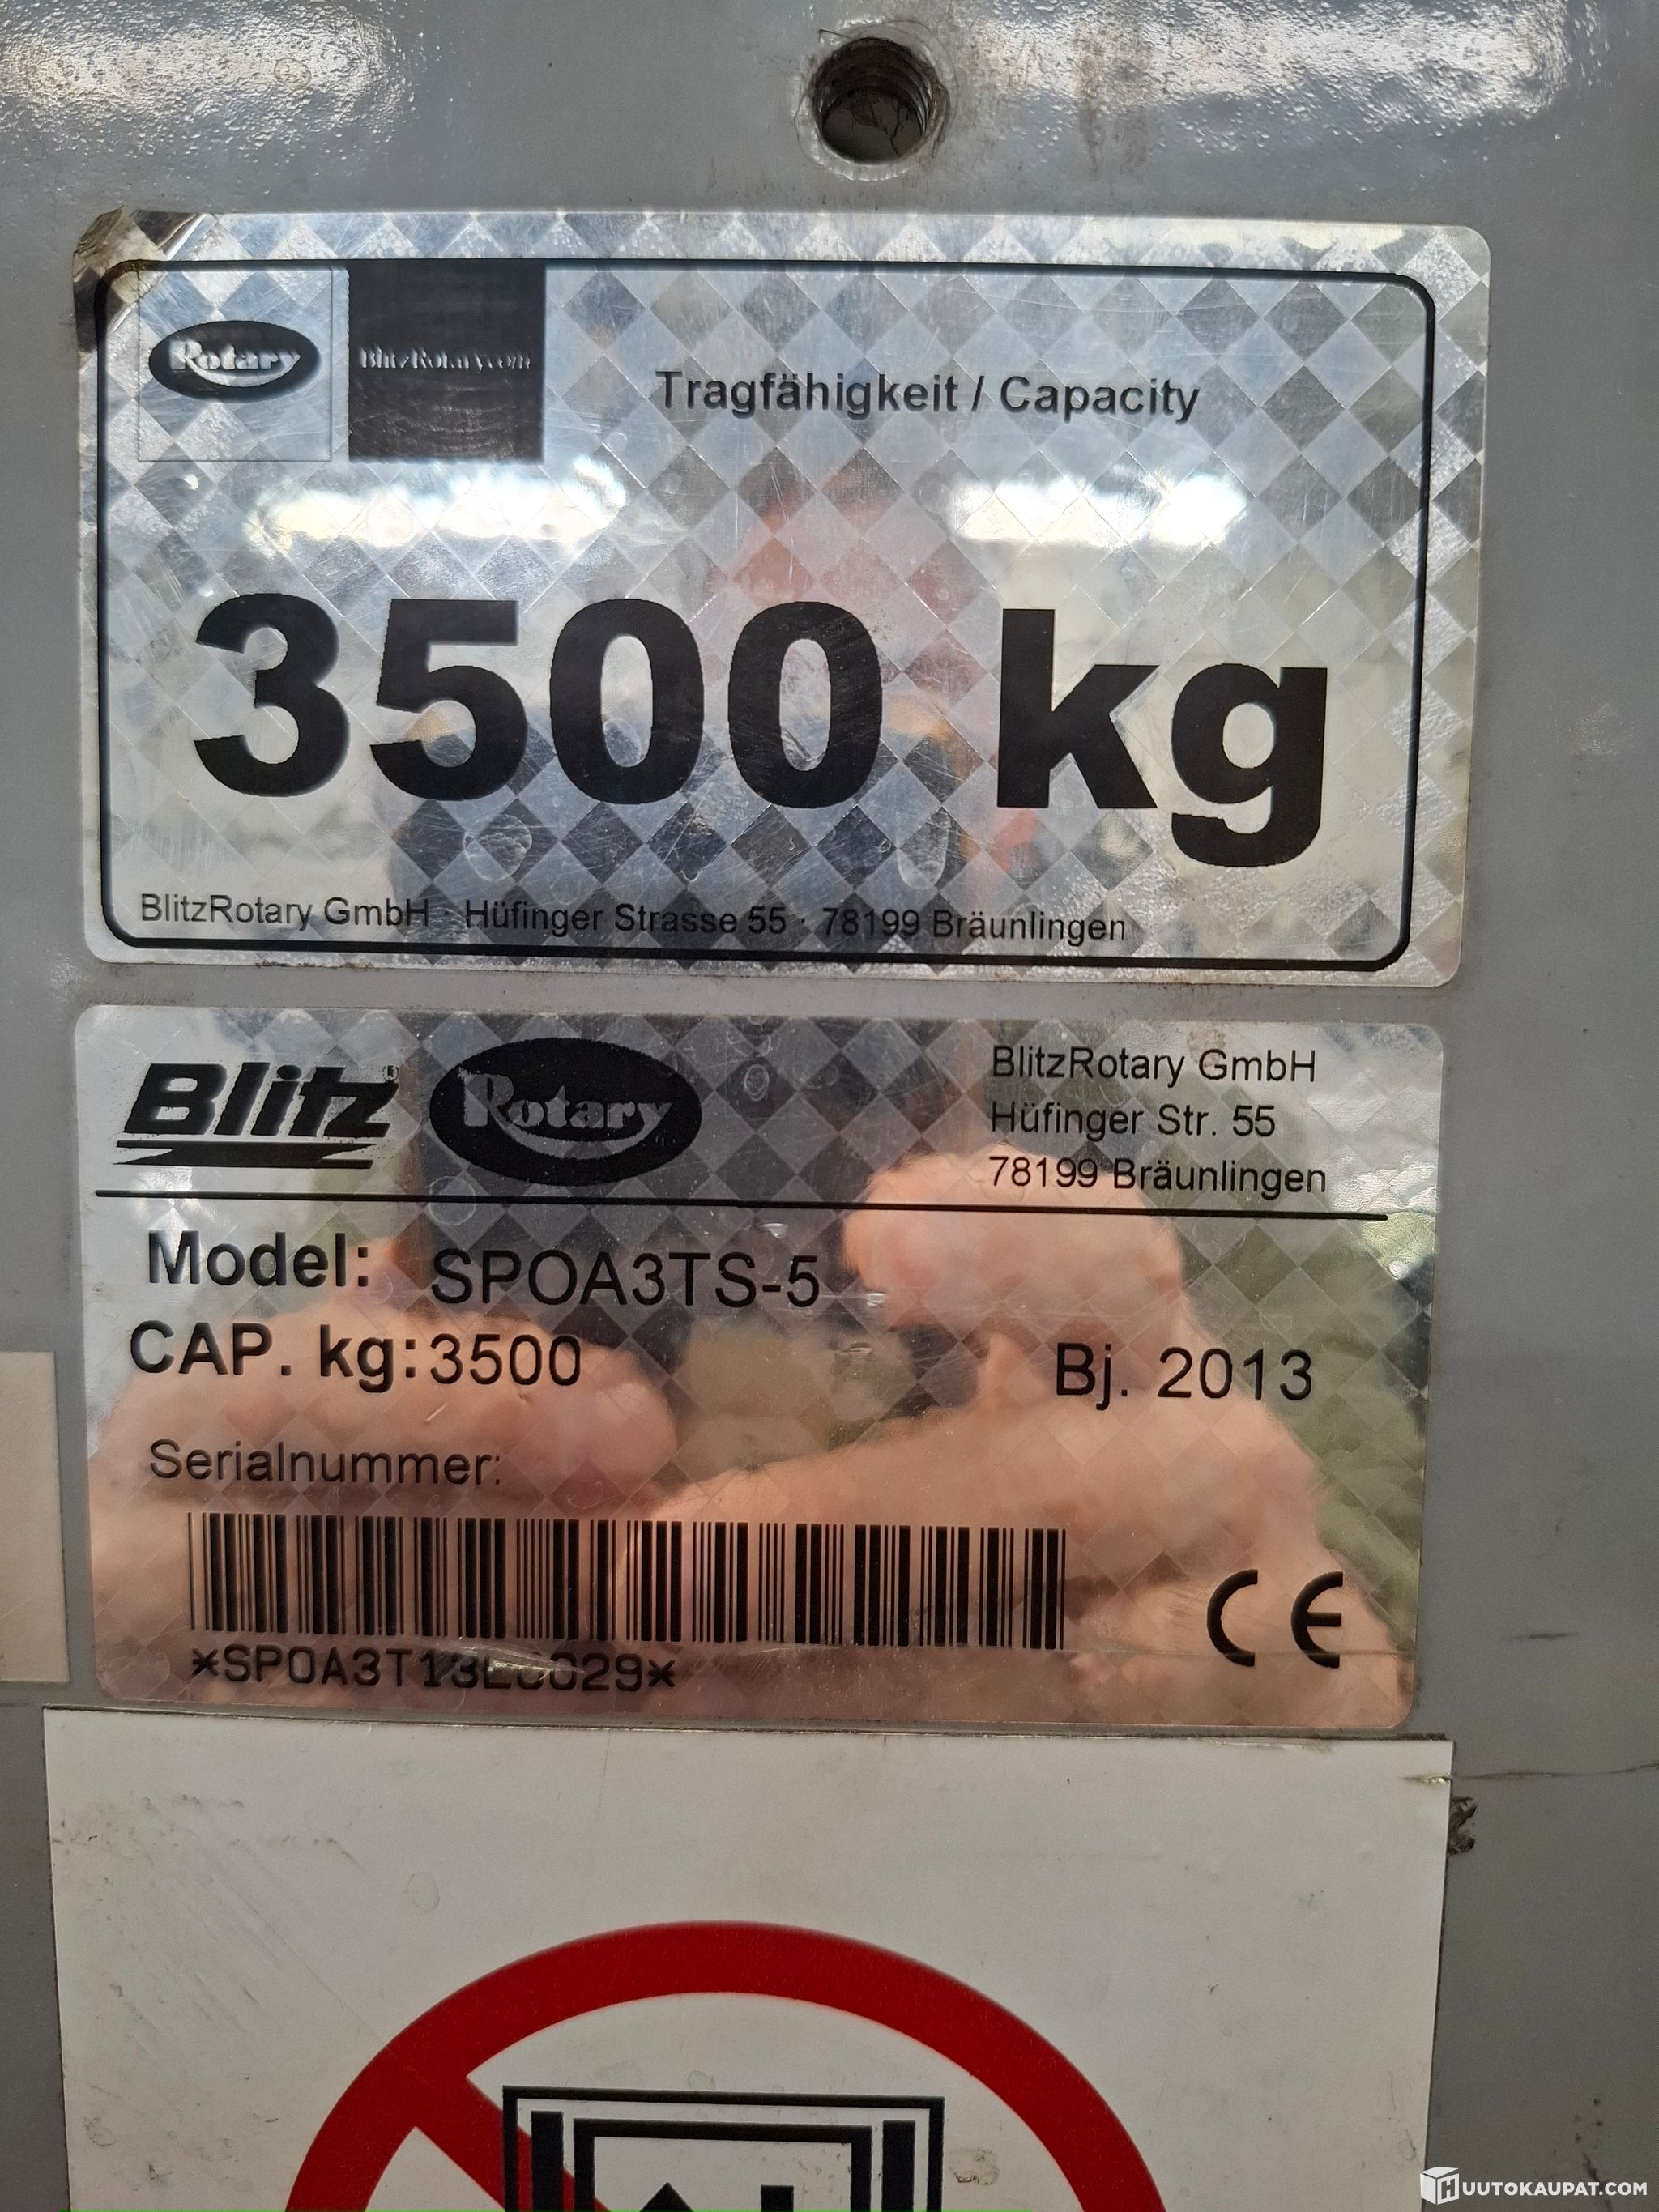 Rotary
BlitzRotary.com
Tragfähigkeit / Capacity
3500 kg
BlitzRotary GmbH · Hüfinger Strasse 55 · 78199 Bräunlingen
Blitz® Rotary
BlitzRotary GmbH
Hüfinger Str. 55
78199 Bräunlingen
Model: SPOA3TS-5
CAP. kg: 3500
Bj. 2013
Serialnummer:
CE
HUUTOKAUPAT.COM